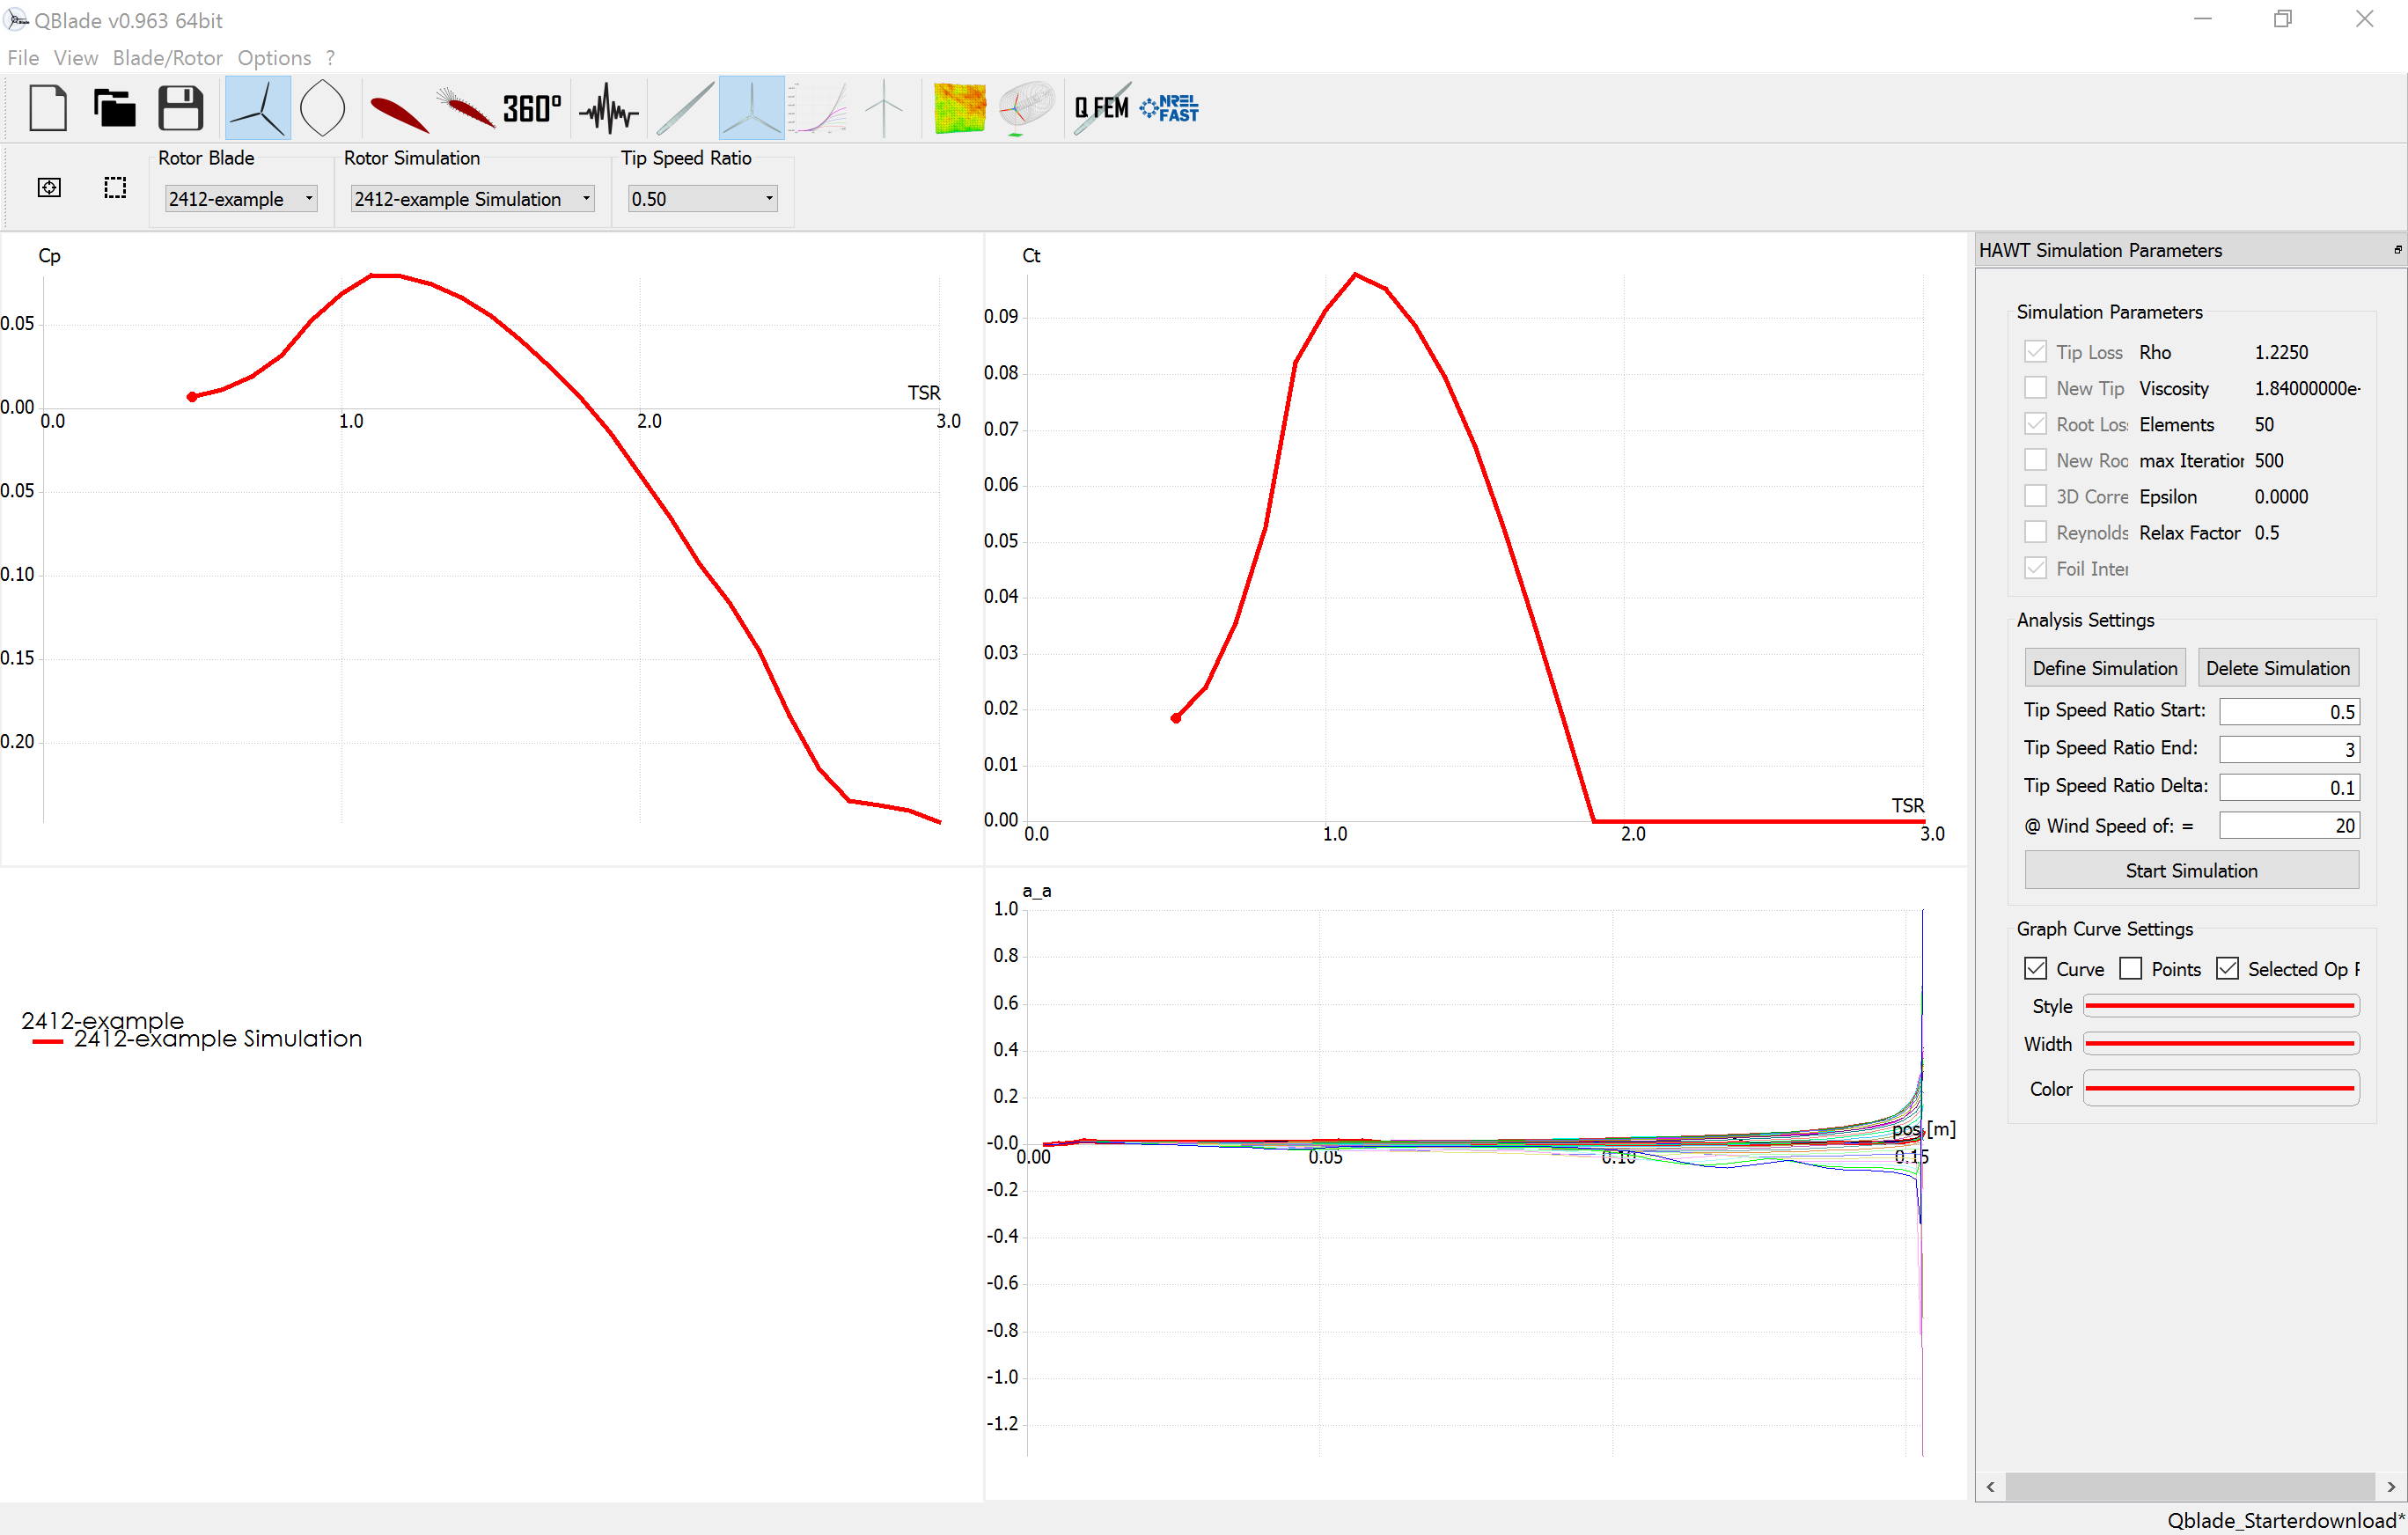 QBlade v0.963 64bit
File View Blade/Rotor Options ?
360º
Q FEM
NREL
FAST
Rotor Blade Rotor Simulation Tip Speed Ratio
2412-example 2412-example Simulation 0.50
Cp
0.05
0.00
0.05
0.10
0.15
0.20
0.0 1.0 2.0 3.0
TSR
Ct
0.09
0.08
0.07
0.06
0.05
0.04
0.03
0.02
0.01
0.00
0.0 1.0 2.0 3.0
TSR
2412-example
2412-example Simulation
a_a
1.0
0.8
0.6
0.4
0.2
-0.0
-0.2
-0.4
-0.6
-0.8
-1.0
-1.2
0.00 0.05 0.10 0.15
pos [m]
HAWT Simulation Parameters
Simulation Parameters
Tip Loss Rho 1.2250
New Tip Viscosity 1.84000000e-
Root Los Elements 50
New Roo max Iteration 500
3D Corre Epsilon 0.0000
Reynolds Relax Factor 0.5
Foil Inter
Analysis Settings
Define Simulation Delete Simulation
Tip Speed Ratio Start: 0.5
Tip Speed Ratio End: 3
Tip Speed Ratio Delta: 0.1
@ Wind Speed of: = 20
Start Simulation
Graph Curve Settings
Curve Points Selected Op P
Style
Width
Color
Qblade_Starterdownload*